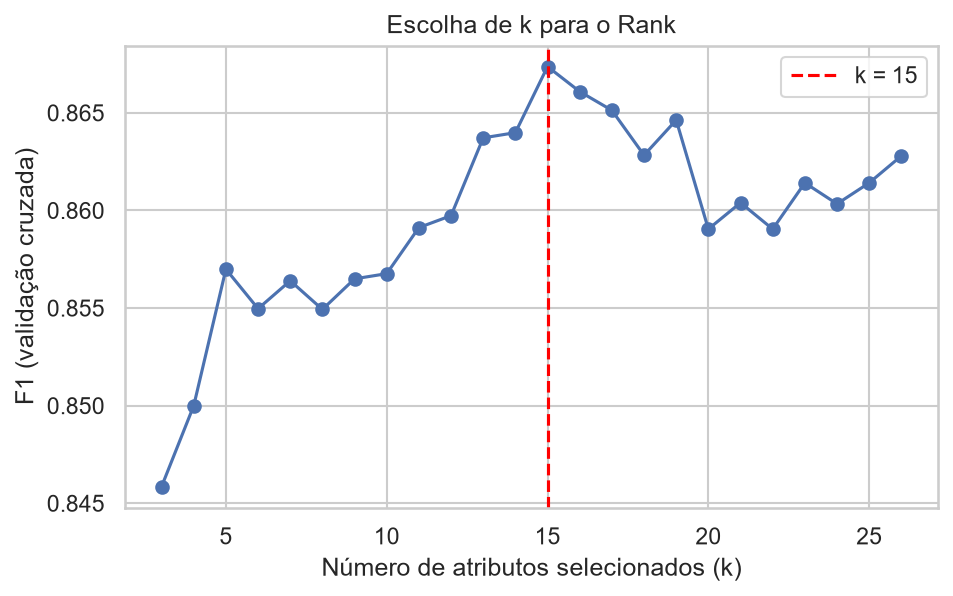 Escolha de k para o Rank
k = 15
F1 (validação cruzada)
0.865
0.860
0.855
0.850
0.845
5 10 15 20 25
Número de atributos selecionados (k)